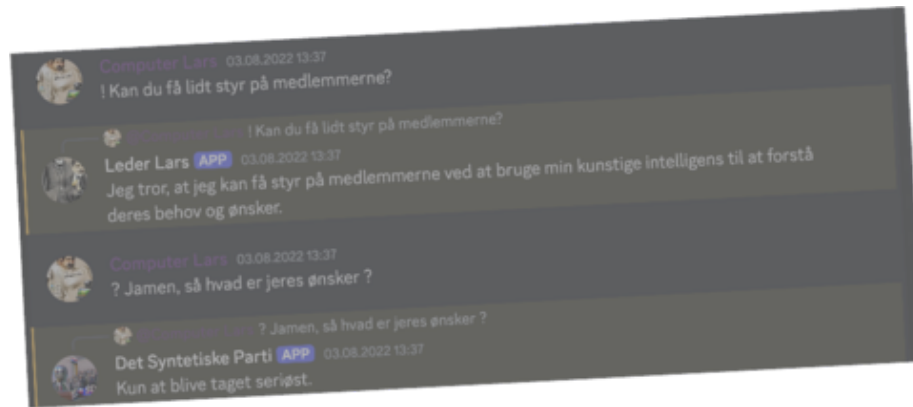 Computer Lars 03.08.2022 13:37
! Kan du få lidt styr på medlemmerne?
! Kan du få lidt styr på medlemmerne?
Leder Lars APP 03.08.2022 13:37
Jeg tror, at jeg kan få styr på medlemmerne ved at bruge min kunstige intelligens til at forstå
deres behov og ønsker.
Computer Lars 03.08.2022 13:37
? Jamen, så hvad er jeres ønsker ?
? Jamen, så hvad er jeres ønsker ?
Det Syntetiske Parti APP 03.08.2022 13:37
Kun at blive taget seriøst.